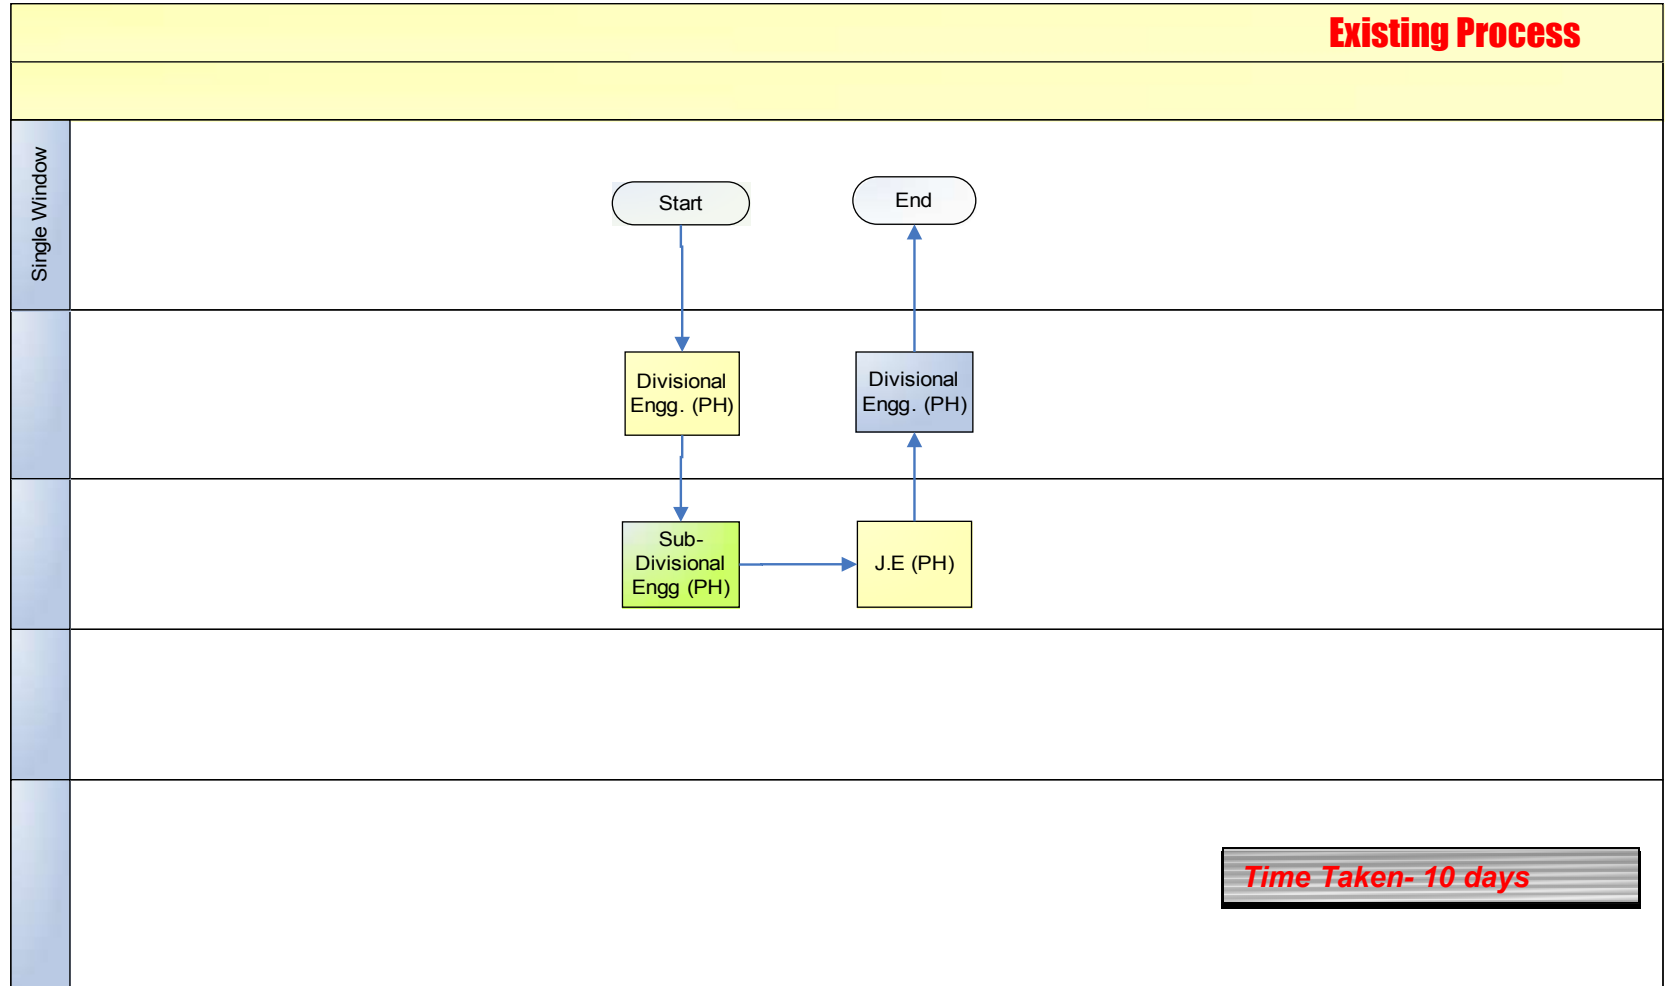 Existing Process
Single Window
Start
End
Divisional
Engg. (PH)
Divisional
Engg. (PH)
Sub-
Divisional
Engg (PH)
J.E (PH)
Time Taken- 10 days